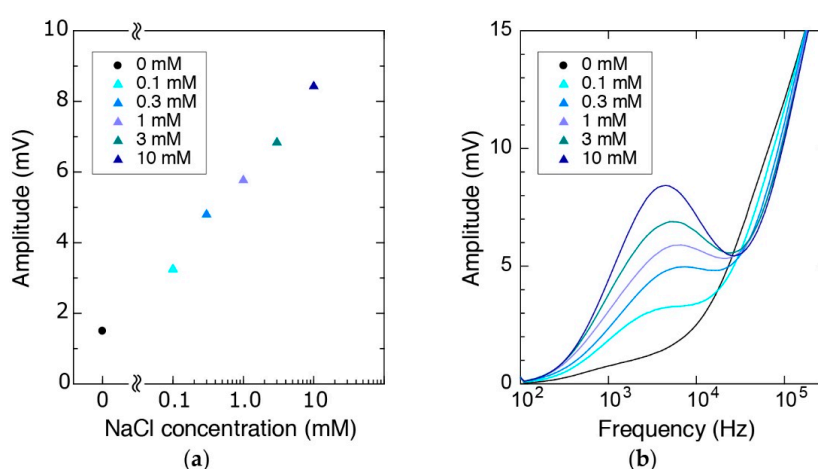 10
8
6
4
2
0
Amplitude (mV)
0 mM
0.1 mM
0.3 mM
1 mM
3 mM
10 mM
0
0.1
1.0
10
NaCl concentration (mM)
(a)
15
10
5
0
Amplitude (mV)
0 mM
0.1 mM
0.3 mM
1 mM
3 mM
10 mM
10²
10³
10⁴
10⁵
Frequency (Hz)
(b)